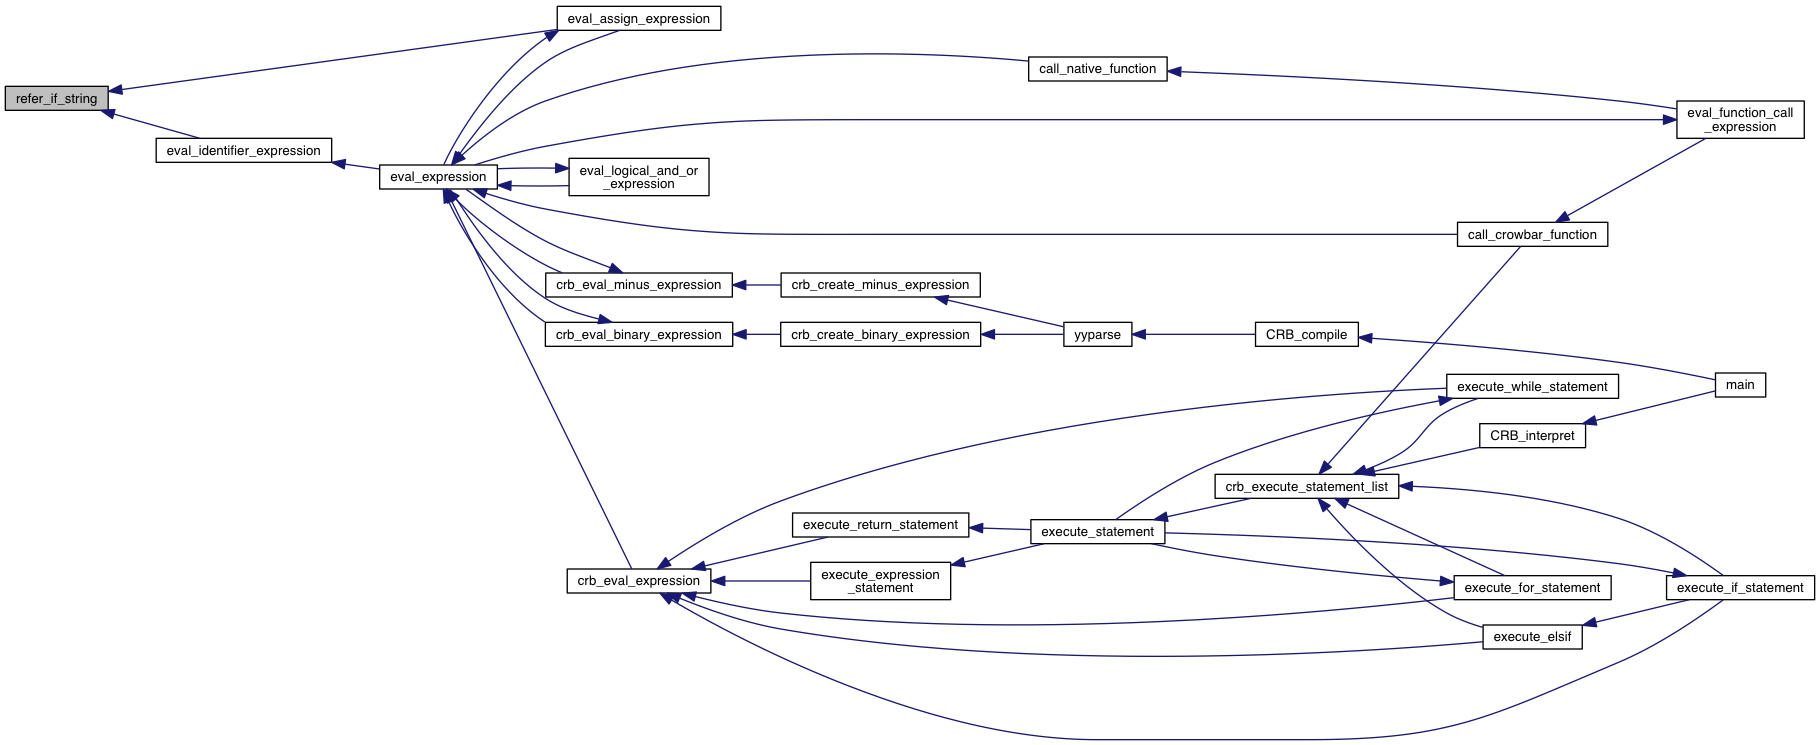 eval_assign_expression
call_native_function
refer_if_string
eval_function_call
_expression
eval_identifier_expression
eval_expression
eval_logical_and_or
_expression
call_crowbar_function
crb_eval_minus_expression
crb_create_minus_expression
crb_eval_binary_expression
crb_create_binary_expression
yyparse
CRB_compile
execute_while_statement
main
CRB_interpret
crb_execute_statement_list
execute_return_statement
execute_statement
crb_eval_expression
execute_expression
_statement
execute_for_statement
execute_if_statement
execute_elsif